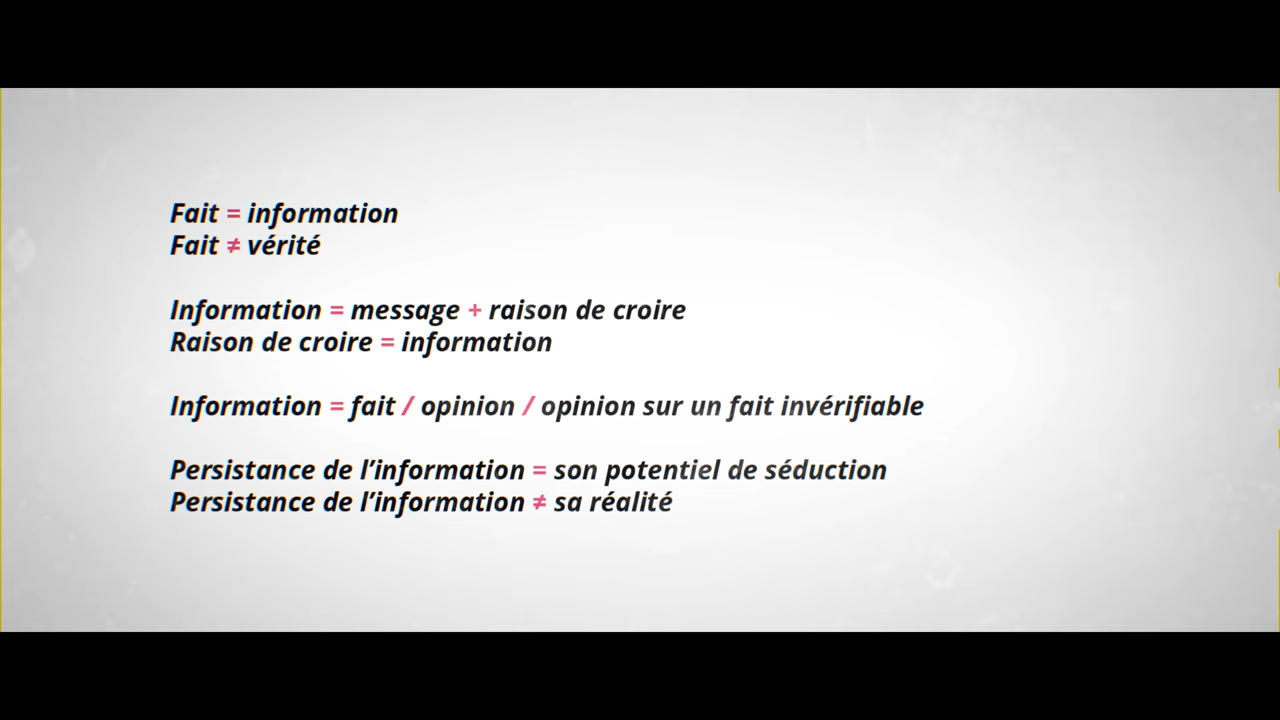 Fait = information
Fait ≠ vérité
Information = message + raison de croire
Raison de croire = information
Information = fait / opinion / opinion sur un fait invérifiable
Persistance de l’information = son potentiel de séduction
Persistance de l’information ≠ sa réalité